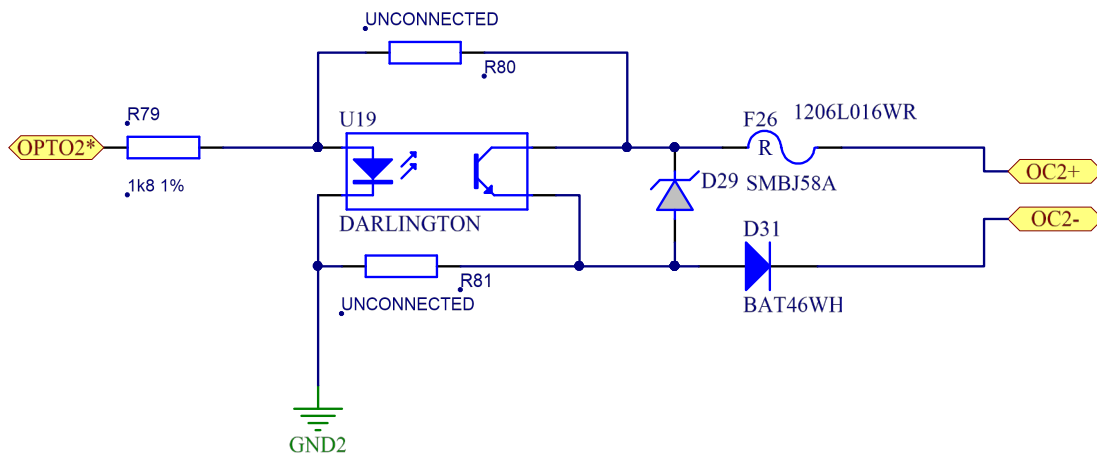 UNCONNECTED
R80
R79
U19
F26
1206L016WR
OPTO2*
R
OC2+
1k8 1%
D29
SMBJ58A
DARLINGTON
OC2-
D31
R81
UNCONNECTED
BAT46WH
GND2